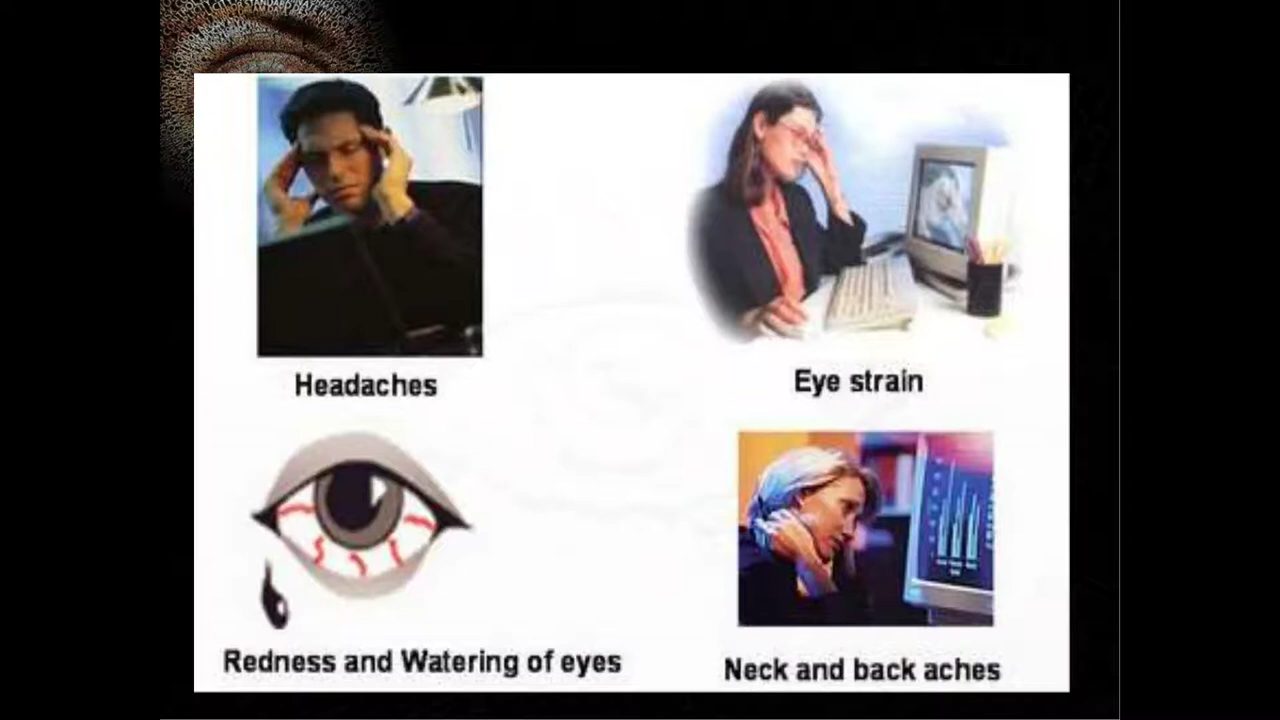 Headaches
Eye strain
Redness and Watering of eyes
Neck and back aches